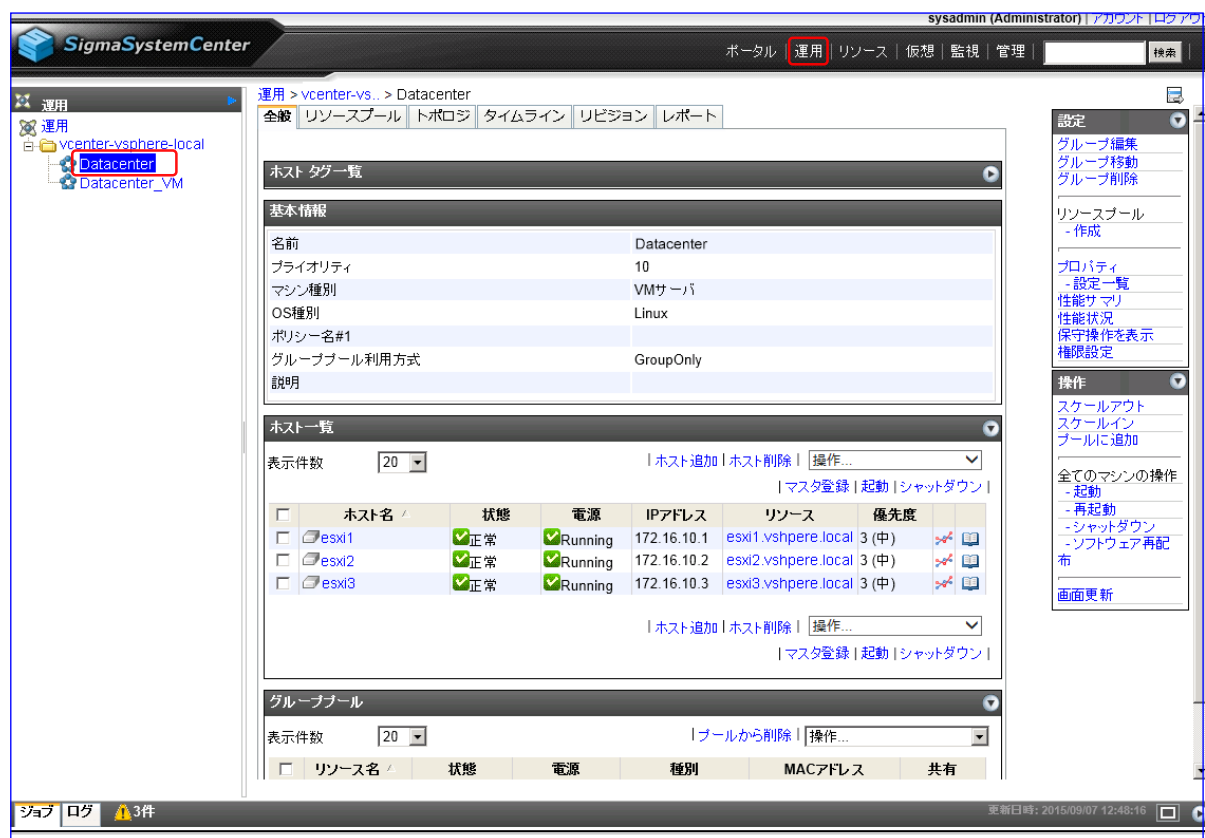 sysadmin (Administrator) | アカウント | ログアウ
SigmaSystemCenter
ポータル | 運用 | リソース | 仮想 | 監視 | 管理 | 検索 |
運用
運用
vcenter-vsphere-local
Datacenter
Datacenter_VM
運用 > vcenter-vs.. > Datacenter
全般 リソースプール トポロジ タイムライン リビジョン レポート
ホスト タグ一覧
基本情報
名前 Datacenter
プライオリティ 10
マシン種別 VMサーバ
OS種別 Linux
ポリシー名#1
グループプール利用方式 GroupOnly
説明
ホスト一覧
表示件数 20 | ホスト追加 | ホスト削除 | 操作...
| マスタ登録 | 起動 | シャットダウン |
ホスト名 状態 電源 IPアドレス リソース 優先度
esxi1 正常 Running 172.16.10.1 esxi1.vshpere.local 3 (中)
esxi2 正常 Running 172.16.10.2 esxi2.vshpere.local 3 (中)
esxi3 正常 Running 172.16.10.3 esxi3.vshpere.local 3 (中)
| ホスト追加 | ホスト削除 | 操作...
| マスタ登録 | 起動 | シャットダウン |
グループプール
表示件数 20 | プールから削除 | 操作...
リソース名 状態 電源 種別 MACアドレス 共有
設定
グループ編集
グループ移動
グループ削除
リソースプール
- 作成
プロパティ
- 設定一覧
性能サマリ
性能状況
保守操作を表示
権限設定
操作
スケールアウト
スケールイン
プールに追加
全てのマシンの操作
- 起動
- 再起動
- シャットダウン
- ソフトウェア再配
布
画面更新
ジョブ ログ 3件 更新日時: 2015/09/07 12:48:16